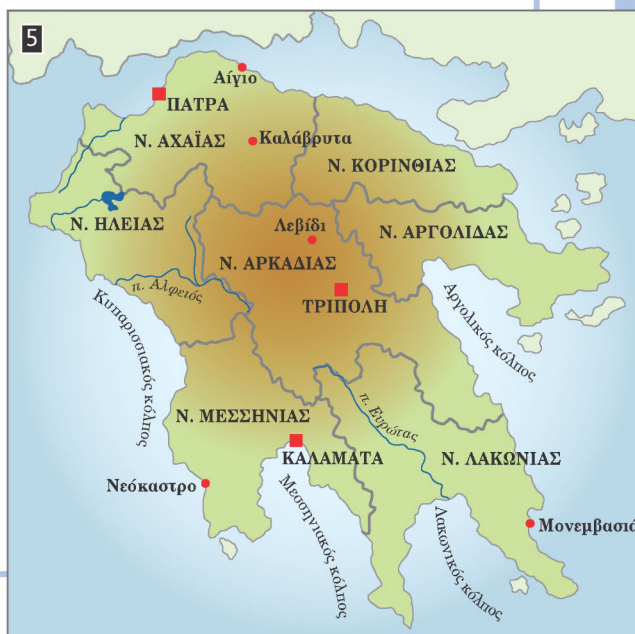 5
Αίγιο
ΠΑΤΡΑ
Ν. ΑΧΑΪΑΣ
Καλάβρυτα
Ν. ΚΟΡΙΝΘΙΑΣ
Ν. ΗΛΕΙΑΣ
Λεβίδι
Ν. ΑΡΓΟΛΙΔΑΣ
Ν. ΑΡΚΑΔΙΑΣ
π. Αλφειός
ΤΡΙΠΟΛΗ
Κυπαρισσιακός κόλπος
Αργολικός κόλπος
Ν. ΜΕΣΣΗΝΙΑΣ
π. Ευρώτας
ΚΑΛΑΜΑΤΑ
Ν. ΛΑΚΩΝΙΑΣ
Νεόκαστρο
Μεσσηνιακός κόλπος
Λακωνικός κόλπος
Μονεμβασιά